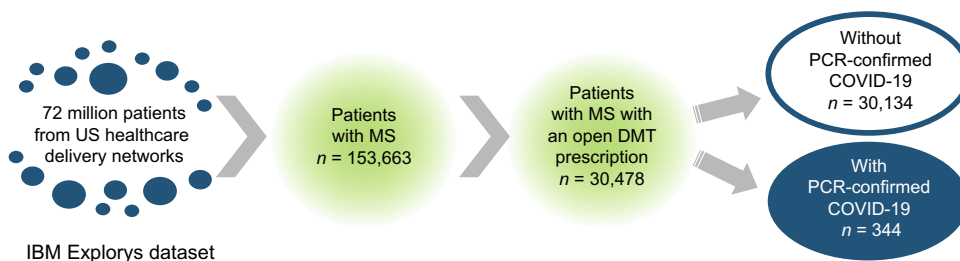 72 million patients
from US healthcare
delivery networks
IBM Explorys dataset
Patients
with MS
n = 153,663
Patients
with MS with
an open DMT
prescription
n = 30,478
Without
PCR-confirmed
COVID-19
n = 30,134
With
PCR-confirmed
COVID-19
n = 344